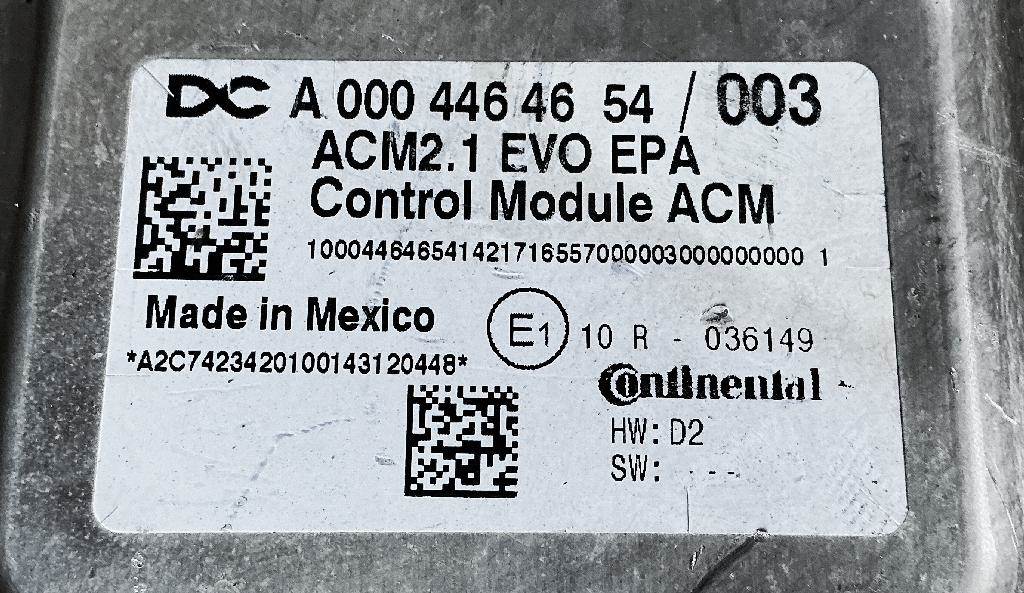 DC A 000 446 46 54 / 003
ACM2.1 EVO EPA
Control Module ACM
10004464654142171655700000300000000 1
Made in Mexico
E1 10 R - 036149
*A2C7423420100143120448*
Continental
HW: D2
SW: - - -